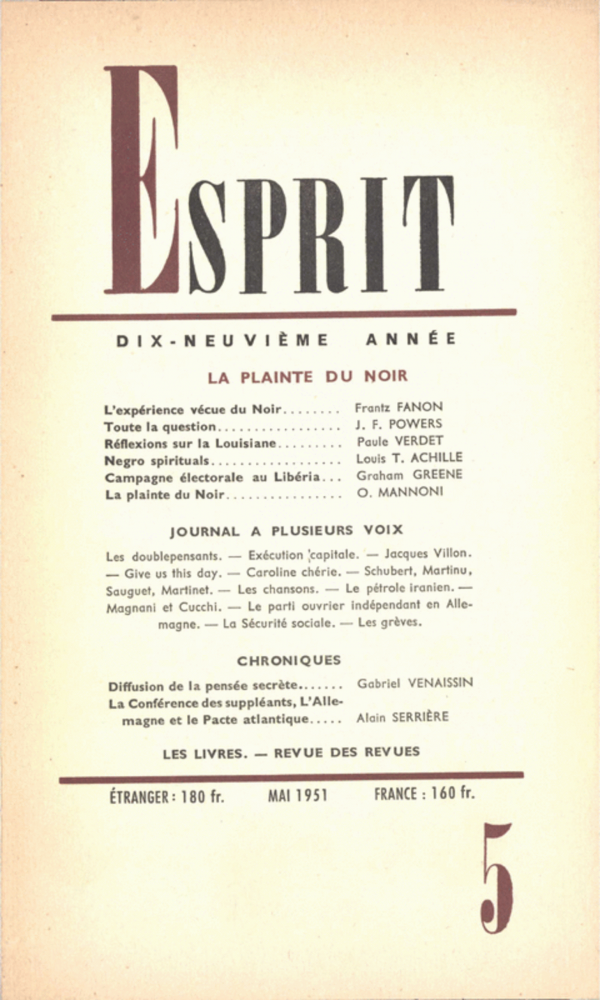 ESPRIT
DIX-NEUVIÈME ANNÉE
LA PLAINTE DU NOIR
L'expérience vécue du Noir........ Frantz FANON
Toute la question.................. J. F. POWERS
Réflexions sur la Louisiane......... Paule VERDET
Negro spirituals................... Louis T. ACHILLE
Campagne électorale au Libéria... Graham GREENE
La plainte du Noir................ O. MANNONI
JOURNAL A PLUSIEURS VOIX
Les doublepensants. — Exécution capitale. — Jacques Villon.
— Give us this day. — Caroline chérie. — Schubert, Martinu,
Sauguet, Martinet. — Les chansons. — Le pétrole iranien. —
Magnani et Cucchi. — Le parti ouvrier indépendant en Alle-
magne. — La Sécurité sociale. — Les grèves.
CHRONIQUES
Diffusion de la pensée secrète....... Gabriel VENAISSIN
La Conférence des suppléants, L'Alle-
magne et le Pacte atlantique..... Alain SERRIÈRE
LES LIVRES. — REVUE DES REVUES
ÉTRANGER : 180 fr. MAI 1951 FRANCE : 160 fr.
5